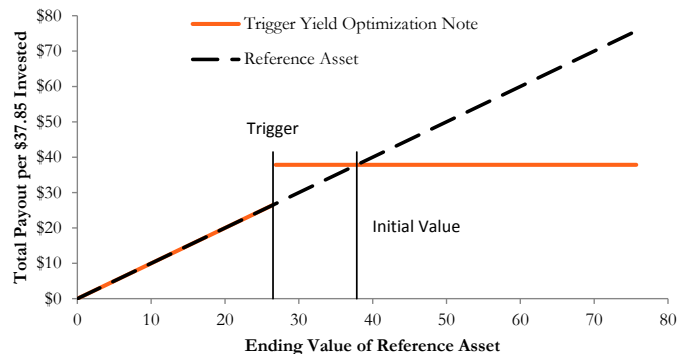 $80
$70
$60
$50
$40
$30
$20
$10
$0
Total Payout per $37.85 Invested
Trigger Yield Optimization Note
Reference Asset
Trigger
Initial Value
0 10 20 30 40 50 60 70 80
Ending Value of Reference Asset